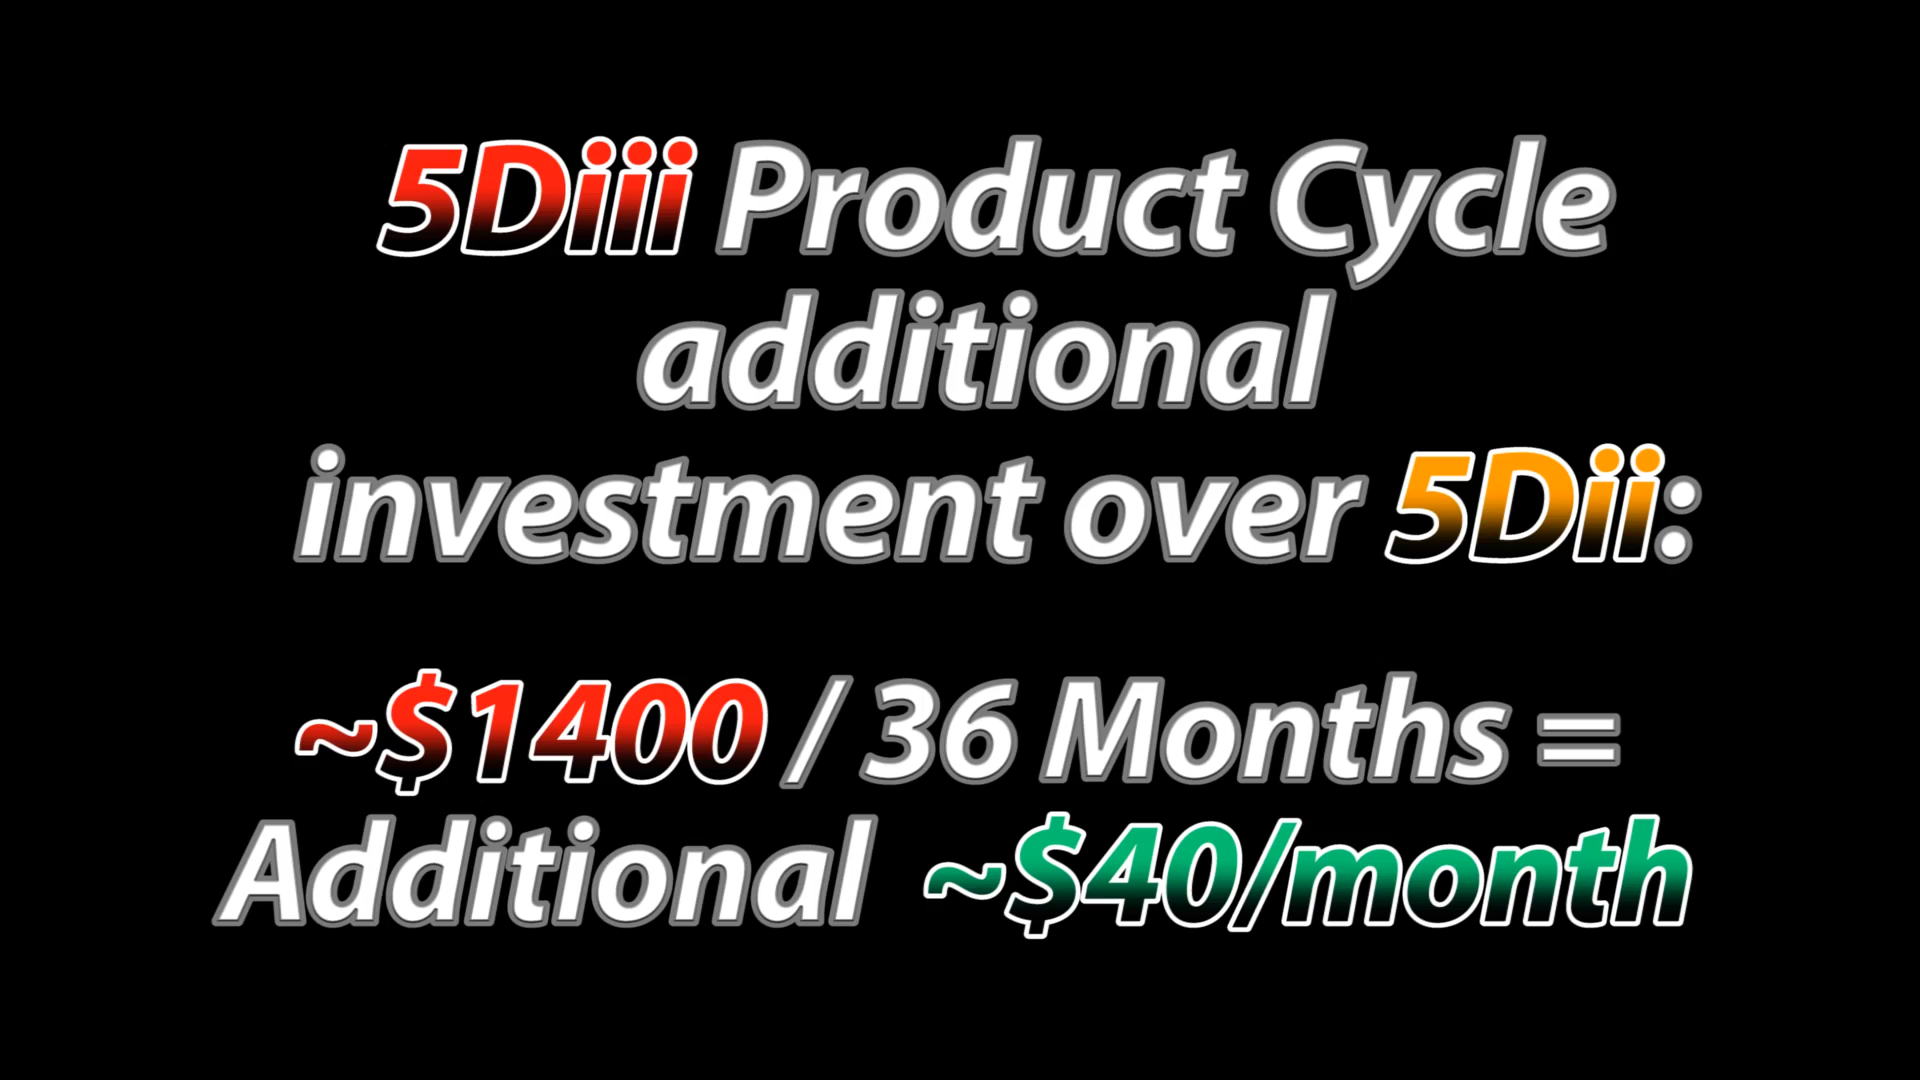 5Diii Product Cycle
additional
investment over 5Dii:
~$1400 / 36 Months =
Additional ~$40/month